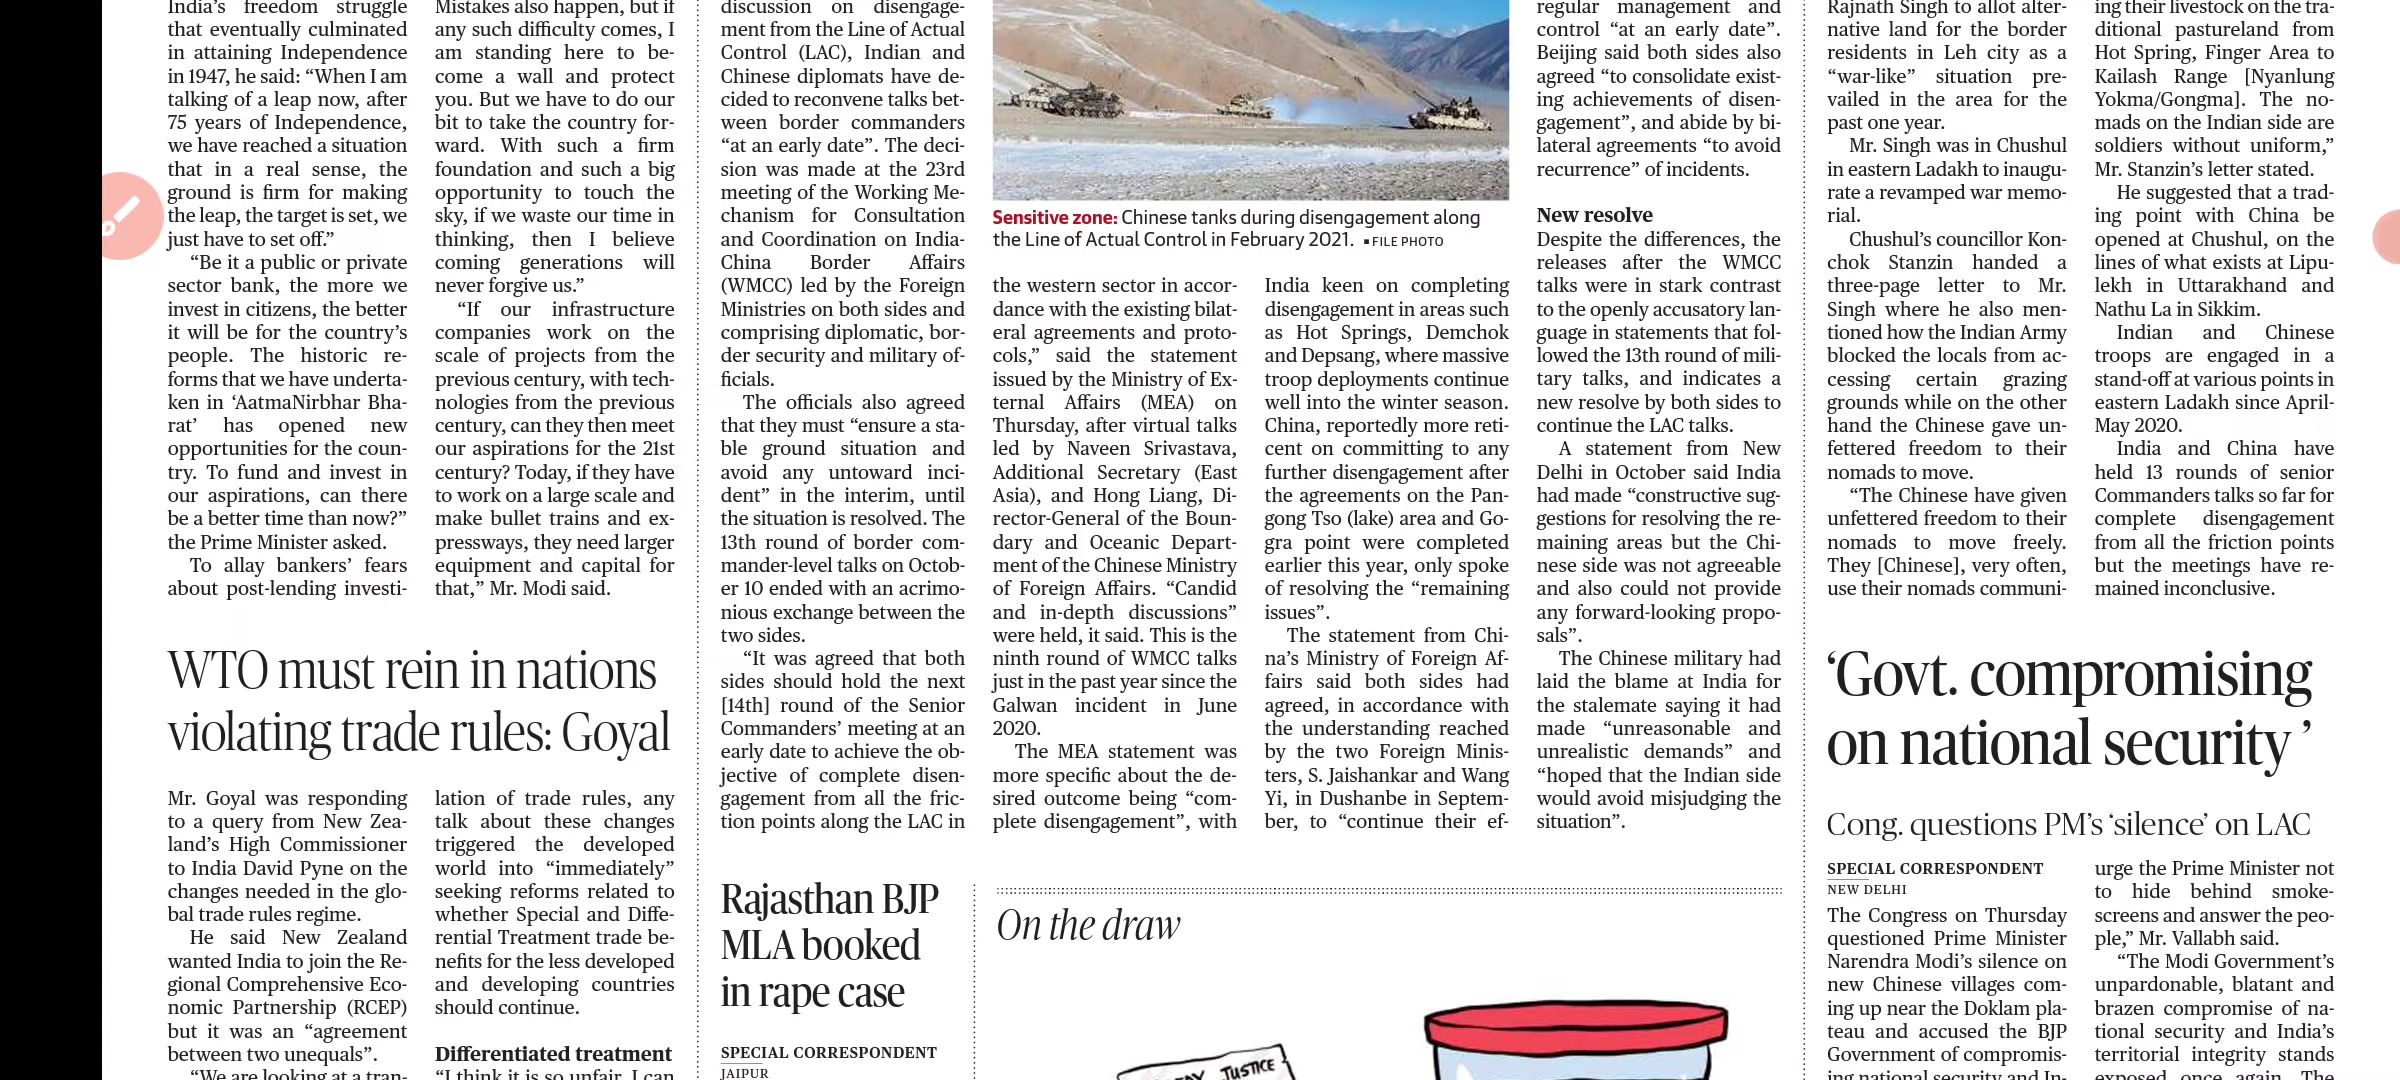 India’s freedom struggle
that eventually culminated
in attaining Independence
in 1947, he said: “When I am
talking of a leap now, after
75 years of Independence,
we have reached a situation
that in a real sense, the
ground is firm for making
the leap, the target is set, we
just have to set off.”
“Be it a public or private
sector bank, the more we
invest in citizens, the better
it will be for the country’s
people. The historic re-
forms that we have underta-
ken in ‘AatmaNirbhar Bha-
rat’ has opened new
opportunities for the coun-
try. To fund and invest in
our aspirations, can there
be a better time than now?”
the Prime Minister asked.
To allay bankers’ fears
about post-lending investi-
Mistakes also happen, but if
any such difficulty comes, I
am standing here to be-
come a wall and protect
you. But we have to do our
bit to take the country for-
ward. With such a firm
foundation and such a big
opportunity to touch the
sky, if we waste our time in
thinking, then I believe
coming generations will
never forgive us.”
“If our infrastructure
companies work on the
scale of projects from the
previous century, with tech-
nologies from the previous
century, can they then meet
our aspirations for the 21st
century? Today, if they have
to work on a large scale and
make bullet trains and ex-
pressways, they need larger
equipment and capital for
that,” Mr. Modi said.
WTO must rein in nations
violating trade rules: Goyal
Mr. Goyal was responding
to a query from New Zea-
land’s High Commissioner
to India David Pyne on the
changes needed in the glo-
bal trade rules regime.
He said New Zealand
wanted India to join the Re-
gional Comprehensive Eco-
nomic Partnership (RCEP)
but it was an “agreement
between two unequals”.
“We are looking at a tran-
lation of trade rules, any
talk about these changes
triggered the developed
world into “immediately”
seeking reforms related to
whether Special and Diffe-
rential Treatment trade be-
nefits for the less developed
and developing countries
should continue.
Differentiated treatment
“I think it is so unfair. I can
discussion on disengage-
ment from the Line of Actual
Control (LAC), Indian and
Chinese diplomats have de-
cided to reconvene talks bet-
ween border commanders
“at an early date”. The deci-
sion was made at the 23rd
meeting of the Working Me-
chanism for Consultation
and Coordination on India-
China Border Affairs
(WMCC) led by the Foreign
Ministries on both sides and
comprising diplomatic, bor-
der security and military of-
ficials.
The officials also agreed
that they must “ensure a sta-
ble ground situation and
avoid any untoward inci-
dent” in the interim, until
the situation is resolved. The
13th round of border com-
mander-level talks on Octob-
er 10 ended with an acrimo-
nious exchange between the
two sides.
“It was agreed that both
sides should hold the next
[14th] round of the Senior
Commanders’ meeting at an
early date to achieve the ob-
jective of complete disen-
gagement from all the fric-
tion points along the LAC in
Sensitive zone: Chinese tanks during disengagement along
the Line of Actual Control in February 2021. ▪ FILE PHOTO
the western sector in accor-
dance with the existing bilat-
eral agreements and proto-
cols,” said the statement
issued by the Ministry of Ex-
ternal Affairs (MEA) on
Thursday, after virtual talks
led by Naveen Srivastava,
Additional Secretary (East
Asia), and Hong Liang, Di-
rector-General of the Boun-
dary and Oceanic Depart-
ment of the Chinese Ministry
of Foreign Affairs. “Candid
and in-depth discussions”
were held, it said. This is the
ninth round of WMCC talks
just in the past year since the
Galwan incident in June
2020.
The MEA statement was
more specific about the de-
sired outcome being “com-
plete disengagement”, with
India keen on completing
disengagement in areas such
as Hot Springs, Demchok
and Depsang, where massive
troop deployments continue
well into the winter season.
China, reportedly more reti-
cent on committing to any
further disengagement after
the agreements on the Pan-
gong Tso (lake) area and Go-
gra point were completed
earlier this year, only spoke
of resolving the “remaining
issues”.
The statement from Chi-
na’s Ministry of Foreign Af-
fairs said both sides had
agreed, in accordance with
the understanding reached
by the two Foreign Minis-
ters, S. Jaishankar and Wang
Yi, in Dushanbe in Septem-
ber, to “continue their ef-
regular management and
control “at an early date”.
Beijing said both sides also
agreed “to consolidate exist-
ing achievements of disen-
gagement”, and abide by bi-
lateral agreements “to avoid
recurrence” of incidents.
New resolve
Despite the differences, the
releases after the WMCC
talks were in stark contrast
to the openly accusatory lan-
guage in statements that fol-
lowed the 13th round of mili-
tary talks, and indicates a
new resolve by both sides to
continue the LAC talks.
A statement from New
Delhi in October said India
had made “constructive sug-
gestions for resolving the re-
maining areas but the Chi-
nese side was not agreeable
and also could not provide
any forward-looking propo-
sals”.
The Chinese military had
laid the blame at India for
the stalemate saying it had
made “unreasonable and
unrealistic demands” and
“hoped that the Indian side
would avoid misjudging the
situation”.
Rajasthan BJP
MLA booked
in rape case
SPECIAL CORRESPONDENT
JAIPUR
On the draw
JUSTICE
Rajnath Singh to allot alter-
native land for the border
residents in Leh city as a
“war-like” situation pre-
vailed in the area for the
past one year.
Mr. Singh was in Chushul
in eastern Ladakh to inaugu-
rate a revamped war memo-
rial.
Chushul’s councillor Kon-
chok Stanzin handed a
three-page letter to Mr.
Singh where he also men-
tioned how the Indian Army
blocked the locals from ac-
cessing certain grazing
grounds while on the other
hand the Chinese gave un-
fettered freedom to their
nomads to move.
“The Chinese have given
unfettered freedom to their
nomads to move freely.
They [Chinese], very often,
use their nomads communi-
ing their livestock on the tra-
ditional pastureland from
Hot Spring, Finger Area to
Kailash Range [Nyanlung
Yokma/Gongma]. The no-
mads on the Indian side are
soldiers without uniform,”
Mr. Stanzin’s letter stated.
He suggested that a trad-
ing point with China be
opened at Chushul, on the
lines of what exists at Lipu-
lekh in Uttarakhand and
Nathu La in Sikkim.
Indian and Chinese
troops are engaged in a
stand-off at various points in
eastern Ladakh since April-
May 2020.
India and China have
held 13 rounds of senior
Commanders talks so far for
complete disengagement
from all the friction points
but the meetings have re-
mained inconclusive.
‘Govt. compromising
on national security ’
Cong. questions PM’s ‘silence’ on LAC
SPECIAL CORRESPONDENT
NEW DELHI
The Congress on Thursday
questioned Prime Minister
Narendra Modi’s silence on
new Chinese villages com-
ing up near the Doklam pla-
teau and accused the BJP
Government of compromis-
ing national security and In-
urge the Prime Minister not
to hide behind smoke-
screens and answer the peo-
ple,” Mr. Vallabh said.
“The Modi Government’s
unpardonable, blatant and
brazen compromise of na-
tional security and India’s
territorial integrity stands
exposed once again. The